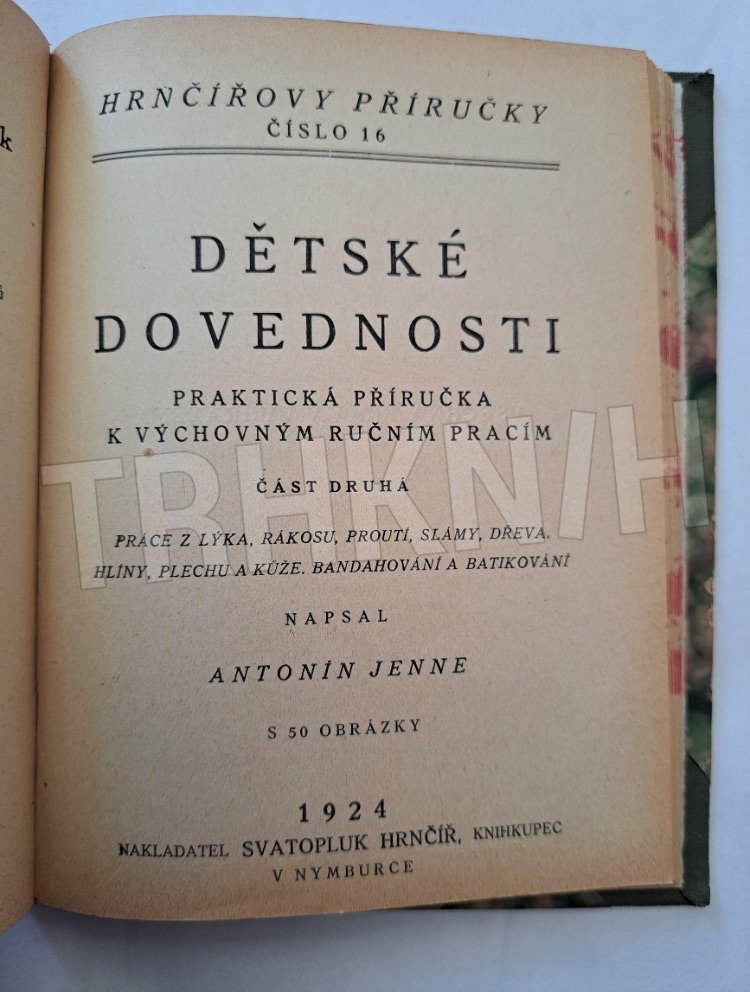 HRNČÍŘOVY PŘÍRUČKY
ČÍSLO 16
DĚTSKÉ
DOVEDNOSTI
PRAKTICKÁ PŘÍRUČKA
K VÝCHOVNÝM RUČNÍM PRACÍM
ČÁST DRUHÁ
PRÁCE Z LÝKA, RÁKOSU, PROUTÍ, SLÁMY, DŘEVA,
HLÍNY, PLECHU A KŮŽE. BANDAHOVÁNÍ A BATIKOVÁNÍ
NAPSAL
ANTONÍN JENNE
S 50 OBRÁZKY
1924
NAKLADATEL SVATOPLUK HRNČÍŘ, KNIHKUPEC
V NYMBURCE
TRHKNIH
k